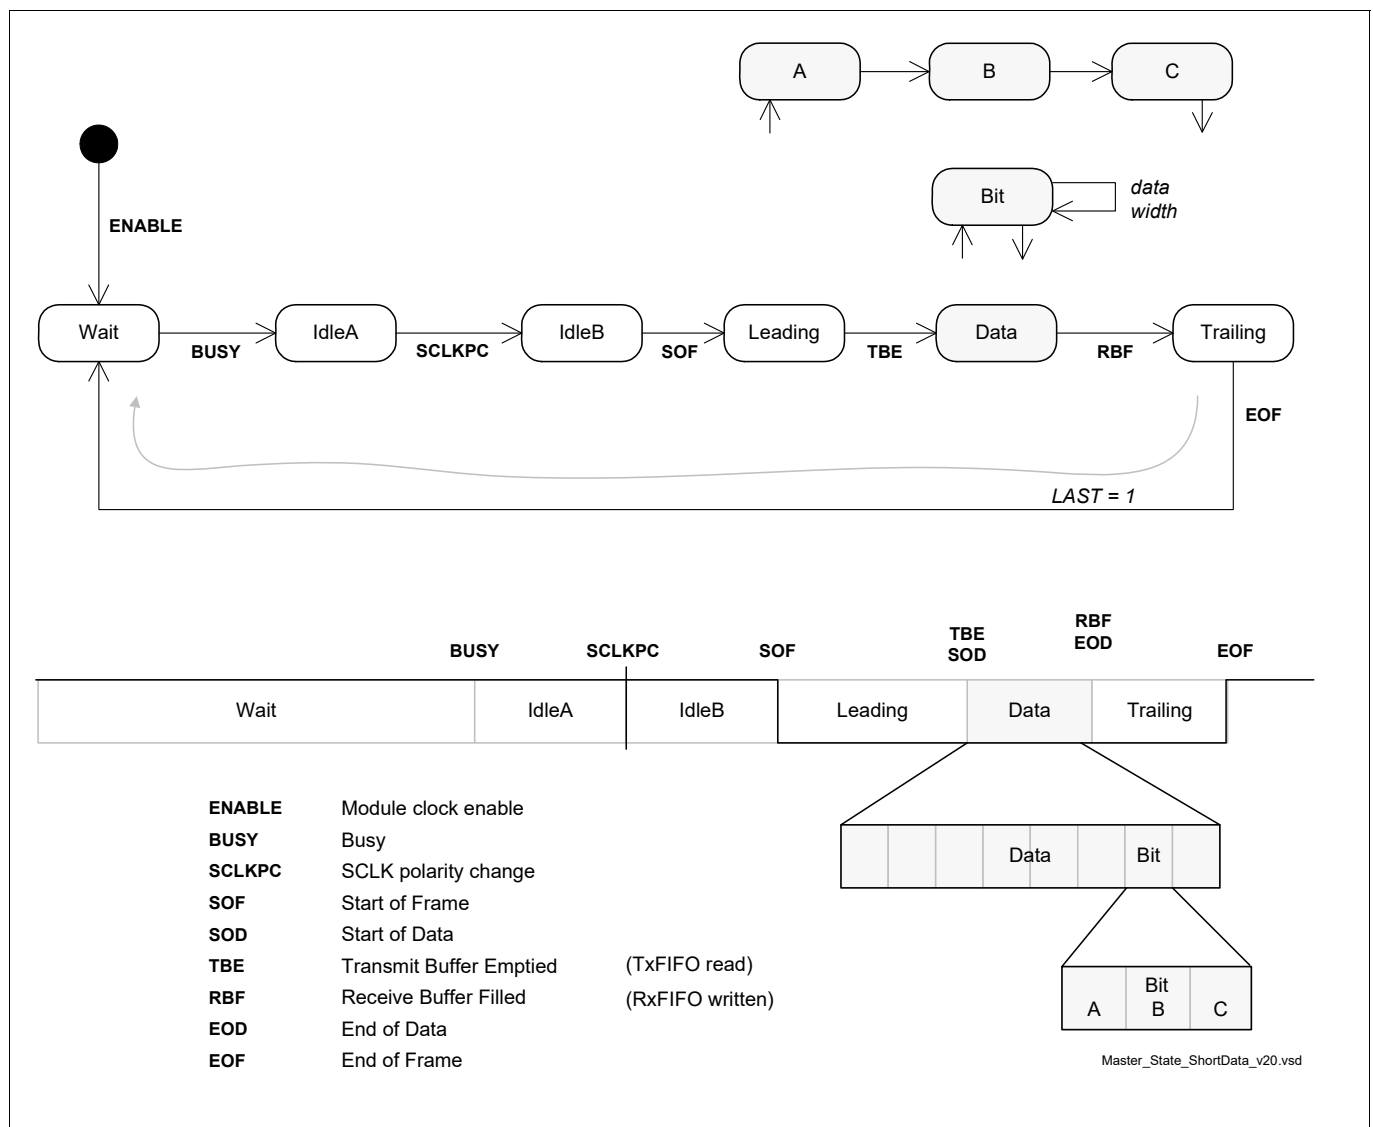 A B C
Bit
data
width
ENABLE
Wait BUSY IdleA SCLKPC IdleB SOF Leading TBE Data RBF Trailing
EOF
LAST = 1
BUSY SCLKPC SOF TBE SOD RBF EOD EOF
Wait IdleA IdleB Leading Data Trailing
ENABLE Module clock enable
BUSY Busy
SCLKPC SCLK polarity change
SOF Start of Frame
SOD Start of Data
TBE Transmit Buffer Emptied (TxFIFO read)
RBF Receive Buffer Filled (RxFIFO written)
EOD End of Data
EOF End of Frame
Data Bit
Bit
A B C
Master_State_ShortData_v20.vsd